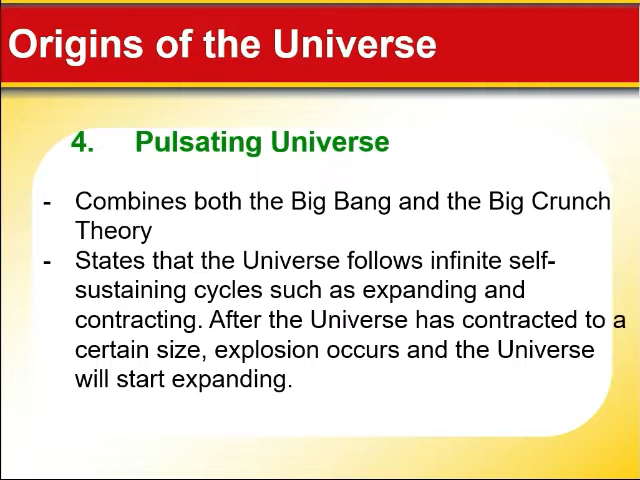 Origins of the Universe
4. Pulsating Universe
- Combines both the Big Bang and the Big Crunch
Theory
- States that the Universe follows infinite self-
sustaining cycles such as expanding and
contracting. After the Universe has contracted to a
certain size, explosion occurs and the Universe
will start expanding.